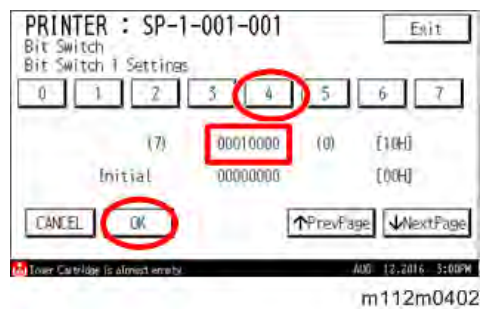 PRINTER : SP-1-001-001
Exit
Bit Switch
Bit Switch 1 Settings
0 1 2 3 4 5 6 7
(7) 00010000 (0) [10H]
Initial 00000000 [00H]
CANCEL OK ↑PrevPage ↓NextPage
Toner Cartridge is almost empty. AUG 12.2016 3:00PM
m112m0402